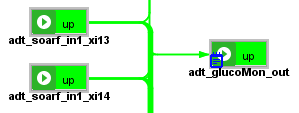 up
adt_soarf_in1_xi13
up
adt_glucoMon_out
up
adt_soarf_in1_xi14